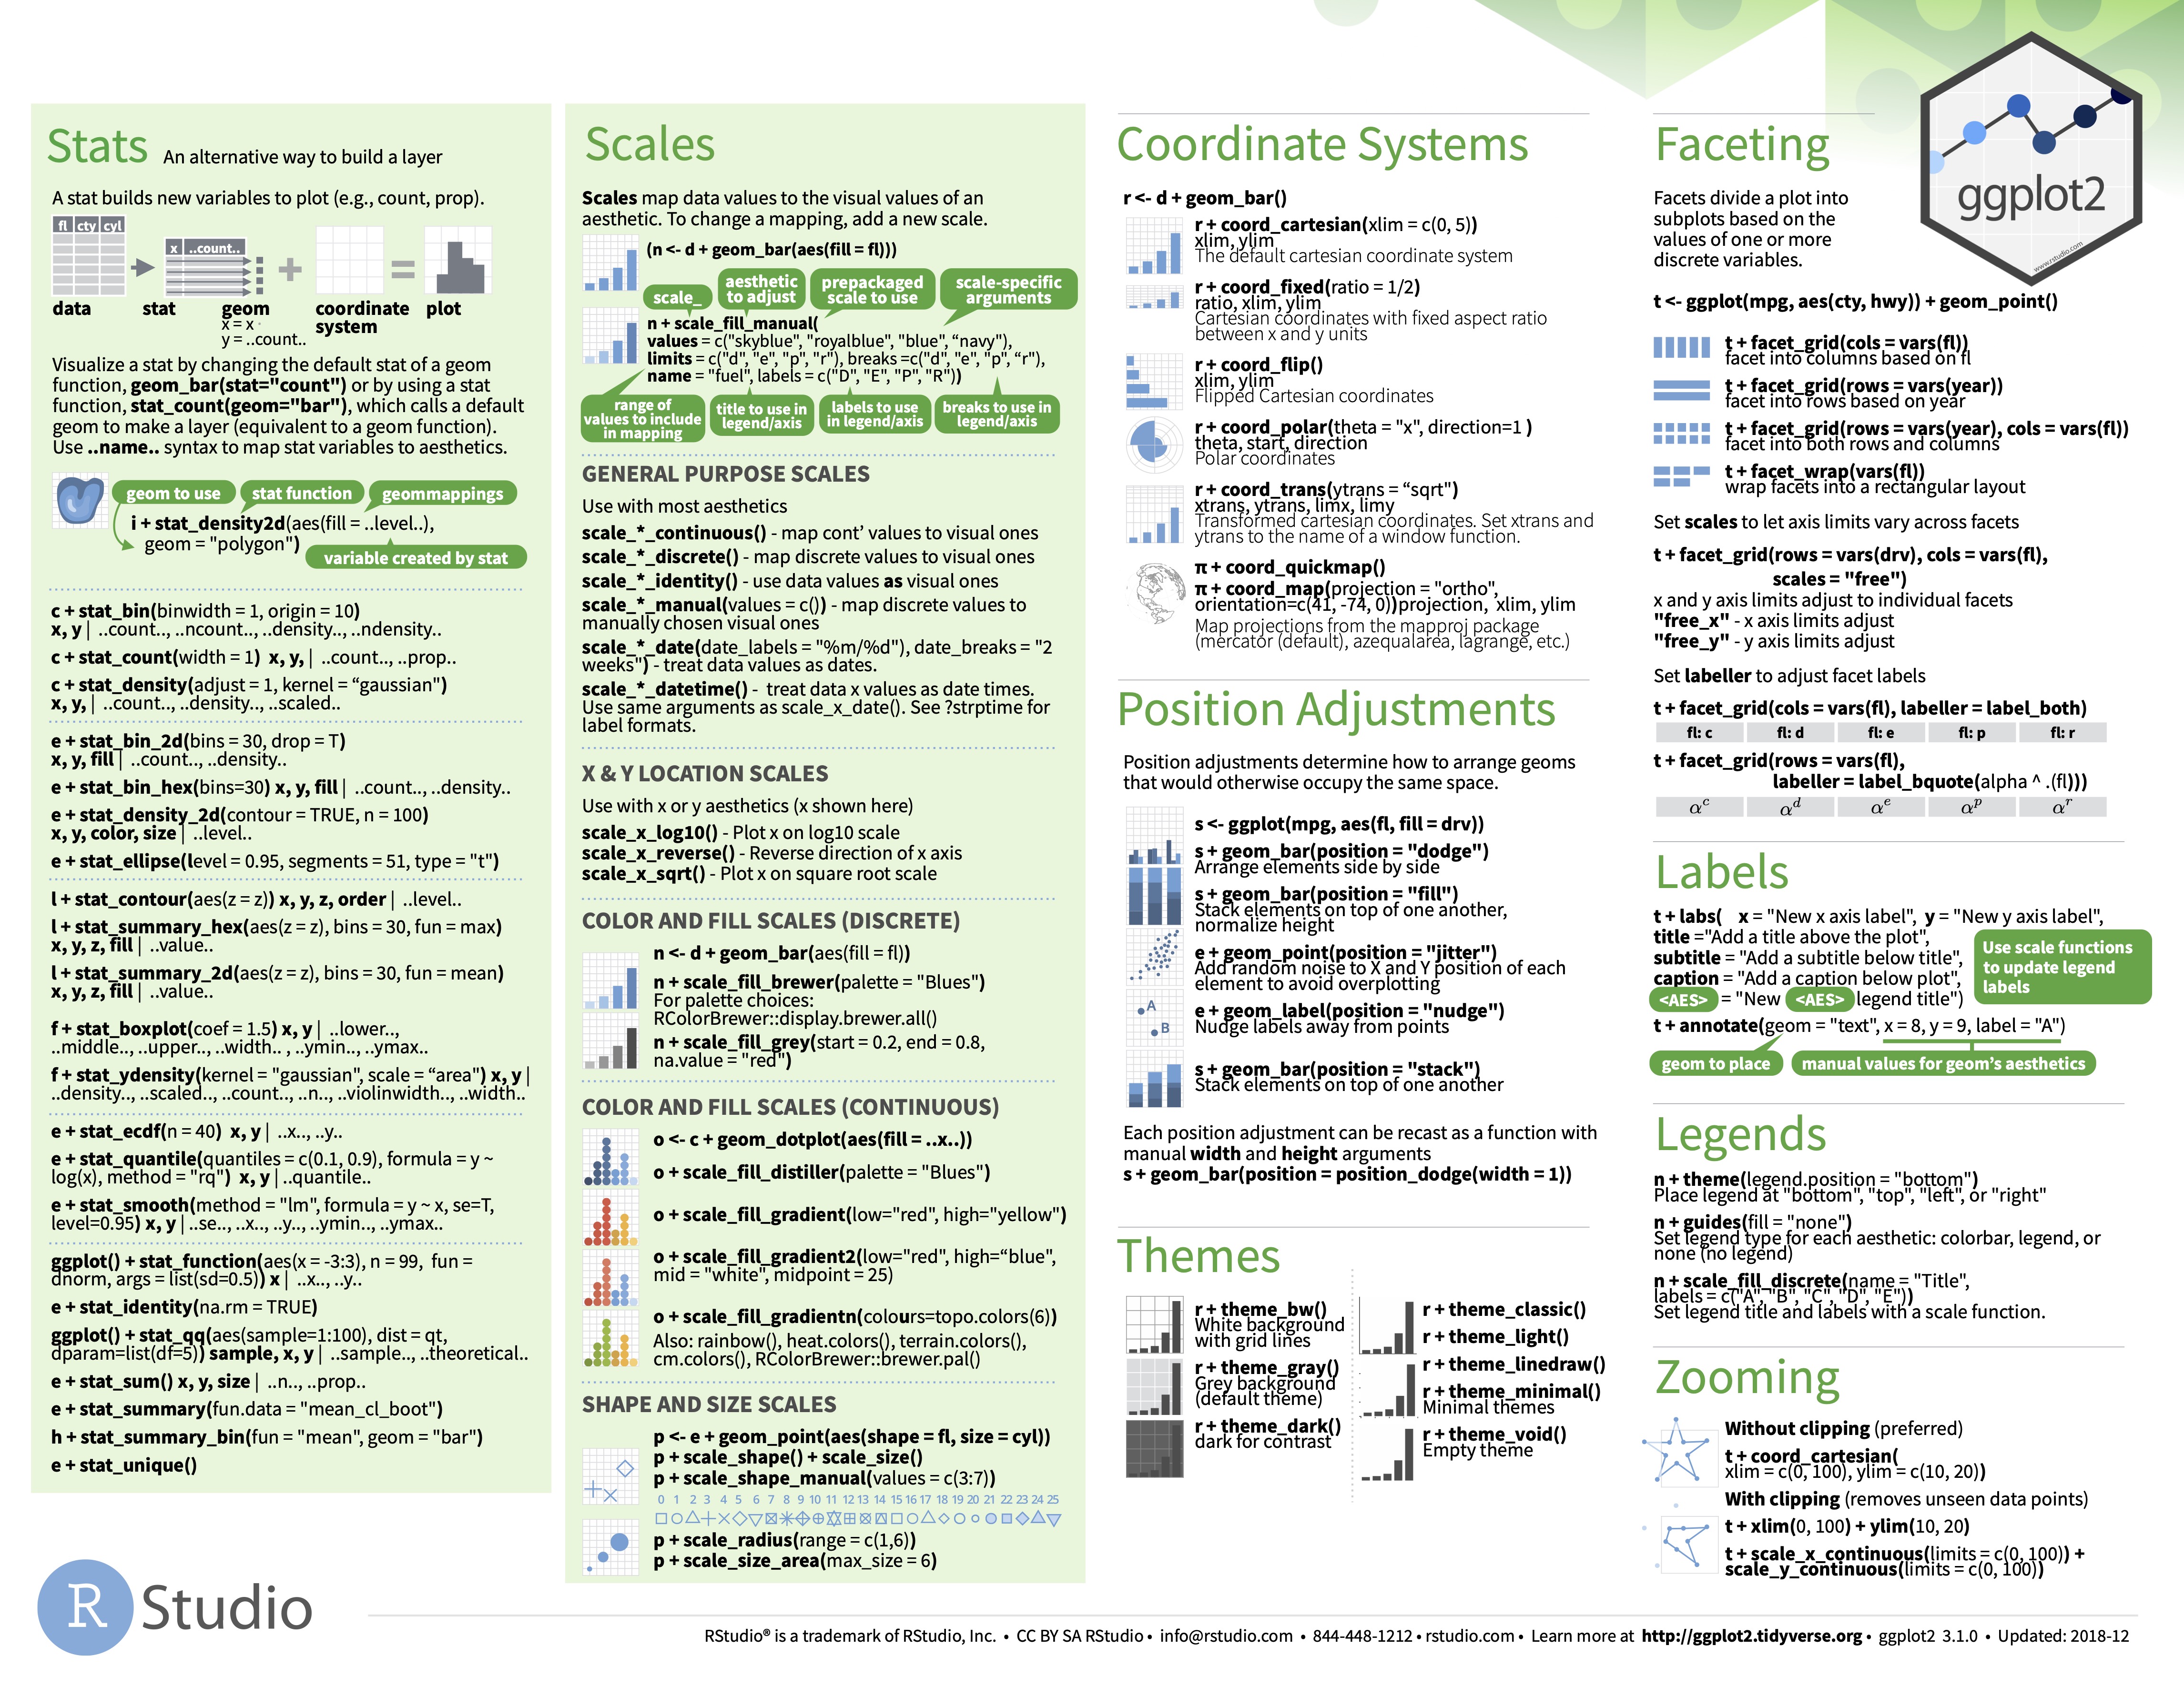 Stats An alternative way to build a layer
A stat builds new variables to plot (e.g., count, prop).
fl cty cyl
x ..count..
+ =
data stat geom coordinate plot
x = x · system
y = ..count..
Visualize a stat by changing the default stat of a geom
function, geom_bar(stat="count") or by using a stat
function, stat_count(geom="bar"), which calls a default
geom to make a layer (equivalent to a geom function).
Use ..name.. syntax to map stat variables to aesthetics.
geom to use stat function geommappings
i + stat_density2d(aes(fill = ..level..),
geom = "polygon")
variable created by stat
c + stat_bin(binwidth = 1, origin = 10)
x, y | ..count.., ..ncount.., ..density.., ..ndensity..
c + stat_count(width = 1) x, y, | ..count.., ..prop..
c + stat_density(adjust = 1, kernel = “gaussian")
x, y, | ..count.., ..density.., ..scaled..
e + stat_bin_2d(bins = 30, drop = T)
x, y, fill | ..count.., ..density..
e + stat_bin_hex(bins=30) x, y, fill | ..count.., ..density..
e + stat_density_2d(contour = TRUE, n = 100)
x, y, color, size | ..level..
e + stat_ellipse(level = 0.95, segments = 51, type = "t")
l + stat_contour(aes(z = z)) x, y, z, order | ..level..
l + stat_summary_hex(aes(z = z), bins = 30, fun = max)
x, y, z, fill | ..value..
l + stat_summary_2d(aes(z = z), bins = 30, fun = mean)
x, y, z, fill | ..value..
f + stat_boxplot(coef = 1.5) x, y | ..lower..,
..middle.., ..upper.., ..width.. , ..ymin.., ..ymax..
f + stat_ydensity(kernel = "gaussian", scale = “area") x, y |
..density.., ..scaled.., ..count.., ..n.., ..violinwidth.., ..width..
e + stat_ecdf(n = 40) x, y | ..x.., ..y..
e + stat_quantile(quantiles = c(0.1, 0.9), formula = y ~
log(x), method = "rq") x, y | ..quantile..
e + stat_smooth(method = "lm", formula = y ~ x, se=T,
level=0.95) x, y | ..se.., ..x.., ..y.., ..ymin.., ..ymax..
ggplot() + stat_function(aes(x = -3:3), n = 99, fun =
dnorm, args = list(sd=0.5)) x | ..x.., ..y..
e + stat_identity(na.rm = TRUE)
ggplot() + stat_qq(aes(sample=1:100), dist = qt,
dparam=list(df=5)) sample, x, y | ..sample.., ..theoretical..
e + stat_sum() x, y, size | ..n.., ..prop..
e + stat_summary(fun.data = "mean_cl_boot")
h + stat_summary_bin(fun = "mean", geom = "bar")
e + stat_unique()
Scales
Scales map data values to the visual values of an
aesthetic. To change a mapping, add a new scale.
(n <- d + geom_bar(aes(fill = fl)))
scale_ aesthetic to adjust prepackaged scale to use scale-specific arguments
n + scale_fill_manual(
values = c("skyblue", "royalblue", "blue", “navy"),
limits = c("d", "e", "p", "r"), breaks =c("d", "e", "p", “r"),
name = "fuel", labels = c("D", "E", "P", "R"))
range of values to include in mapping title to use in legend/axis labels to use in legend/axis breaks to use in legend/axis
GENERAL PURPOSE SCALES
Use with most aesthetics
scale_*_continuous() - map cont’ values to visual ones
scale_*_discrete() - map discrete values to visual ones
scale_*_identity() - use data values as visual ones
scale_*_manual(values = c()) - map discrete values to
manually chosen visual ones
scale_*_date(date_labels = "%m/%d"), date_breaks = "2
weeks") - treat data values as dates.
scale_*_datetime() - treat data x values as date times.
Use same arguments as scale_x_date(). See ?strptime for
label formats.
X & Y LOCATION SCALES
Use with x or y aesthetics (x shown here)
scale_x_log10() - Plot x on log10 scale
scale_x_reverse() - Reverse direction of x axis
scale_x_sqrt() - Plot x on square root scale
COLOR AND FILL SCALES (DISCRETE)
n <- d + geom_bar(aes(fill = fl))
n + scale_fill_brewer(palette = "Blues")
For palette choices:
RColorBrewer::display.brewer.all()
n + scale_fill_grey(start = 0.2, end = 0.8,
na.value = "red")
COLOR AND FILL SCALES (CONTINUOUS)
o <- c + geom_dotplot(aes(fill = ..x..))
o + scale_fill_distiller(palette = "Blues")
o + scale_fill_gradient(low="red", high="yellow")
o + scale_fill_gradient2(low="red", high=“blue",
mid = "white", midpoint = 25)
o + scale_fill_gradientn(colours=topo.colors(6))
Also: rainbow(), heat.colors(), terrain.colors(),
cm.colors(), RColorBrewer::brewer.pal()
SHAPE AND SIZE SCALES
p <- e + geom_point(aes(shape = fl, size = cyl))
p + scale_shape() + scale_size()
p + scale_shape_manual(values = c(3:7))
0 1 2 3 4 5 6 7 8 9 10 11 12 13 14 15 16 17 18 19 20 21 22 23 24 25
p + scale_radius(range = c(1,6))
p + scale_size_area(max_size = 6)
Coordinate Systems
r <- d + geom_bar()
r + coord_cartesian(xlim = c(0, 5))
xlim, ylim
The default cartesian coordinate system
r + coord_fixed(ratio = 1/2)
ratio, xlim, ylim
Cartesian coordinates with fixed aspect ratio
between x and y units
r + coord_flip()
xlim, ylim
Flipped Cartesian coordinates
r + coord_polar(theta = "x", direction=1 )
theta, start, direction
Polar coordinates
r + coord_trans(ytrans = “sqrt")
xtrans, ytrans, limx, limy
Transformed cartesian coordinates. Set xtrans and
ytrans to the name of a window function.
π + coord_quickmap()
π + coord_map(projection = "ortho",
orientation=c(41, -74, 0))projection, xlim, ylim
Map projections from the mapproj package
(mercator (default), azequalarea, lagrange, etc.)
Position Adjustments
Position adjustments determine how to arrange geoms
that would otherwise occupy the same space.
s <- ggplot(mpg, aes(fl, fill = drv))
s + geom_bar(position = "dodge")
Arrange elements side by side
s + geom_bar(position = "fill")
Stack elements on top of one another,
normalize height
e + geom_point(position = "jitter")
Add random noise to X and Y position of each
element to avoid overplotting
A
B
e + geom_label(position = "nudge")
Nudge labels away from points
s + geom_bar(position = "stack")
Stack elements on top of one another
Each position adjustment can be recast as a function with
manual width and height arguments
s + geom_bar(position = position_dodge(width = 1))
Themes
r + theme_bw()
White background
with grid lines
r + theme_gray()
Grey background
(default theme)
r + theme_dark()
dark for contrast
r + theme_classic()
r + theme_light()
r + theme_linedraw()
r + theme_minimal()
Minimal themes
r + theme_void()
Empty theme
Faceting
Facets divide a plot into
subplots based on the
values of one or more
discrete variables.
ggplot2
www.rstudio.com
t <- ggplot(mpg, aes(cty, hwy)) + geom_point()
t + facet_grid(cols = vars(fl))
facet into columns based on fl
t + facet_grid(rows = vars(year))
facet into rows based on year
t + facet_grid(rows = vars(year), cols = vars(fl))
facet into both rows and columns
t + facet_wrap(vars(fl))
wrap facets into a rectangular layout
Set scales to let axis limits vary across facets
t + facet_grid(rows = vars(drv), cols = vars(fl),
scales = "free")
x and y axis limits adjust to individual facets
"free_x" - x axis limits adjust
"free_y" - y axis limits adjust
Set labeller to adjust facet labels
t + facet_grid(cols = vars(fl), labeller = label_both)
fl: c fl: d fl: e fl: p fl: r
t + facet_grid(rows = vars(fl),
labeller = label_bquote(alpha ^ .(fl)))
αᶜ αᵈ αᵉ αᵖ αʳ
Labels
t + labs( x = "New x axis label", y = "New y axis label",
title ="Add a title above the plot",
subtitle = "Add a subtitle below title",
caption = "Add a caption below plot",
<AES> = "New <AES> legend title")
Use scale functions
to update legend
labels
t + annotate(geom = "text", x = 8, y = 9, label = "A")
geom to place manual values for geom’s aesthetics
Legends
n + theme(legend.position = "bottom")
Place legend at "bottom", "top", "left", or "right"
n + guides(fill = "none")
Set legend type for each aesthetic: colorbar, legend, or
none (no legend)
n + scale_fill_discrete(name = "Title",
labels = c("A", "B", "C", "D", "E"))
Set legend title and labels with a scale function.
Zooming
Without clipping (preferred)
t + coord_cartesian(
xlim = c(0, 100), ylim = c(10, 20))
With clipping (removes unseen data points)
t + xlim(0, 100) + ylim(10, 20)
t + scale_x_continuous(limits = c(0, 100)) +
scale_y_continuous(limits = c(0, 100))
R Studio
RStudio® is a trademark of RStudio, Inc. • CC BY SA RStudio • info@rstudio.com • 844-448-1212 • rstudio.com • Learn more at http://ggplot2.tidyverse.org • ggplot2 3.1.0 • Updated: 2018-12